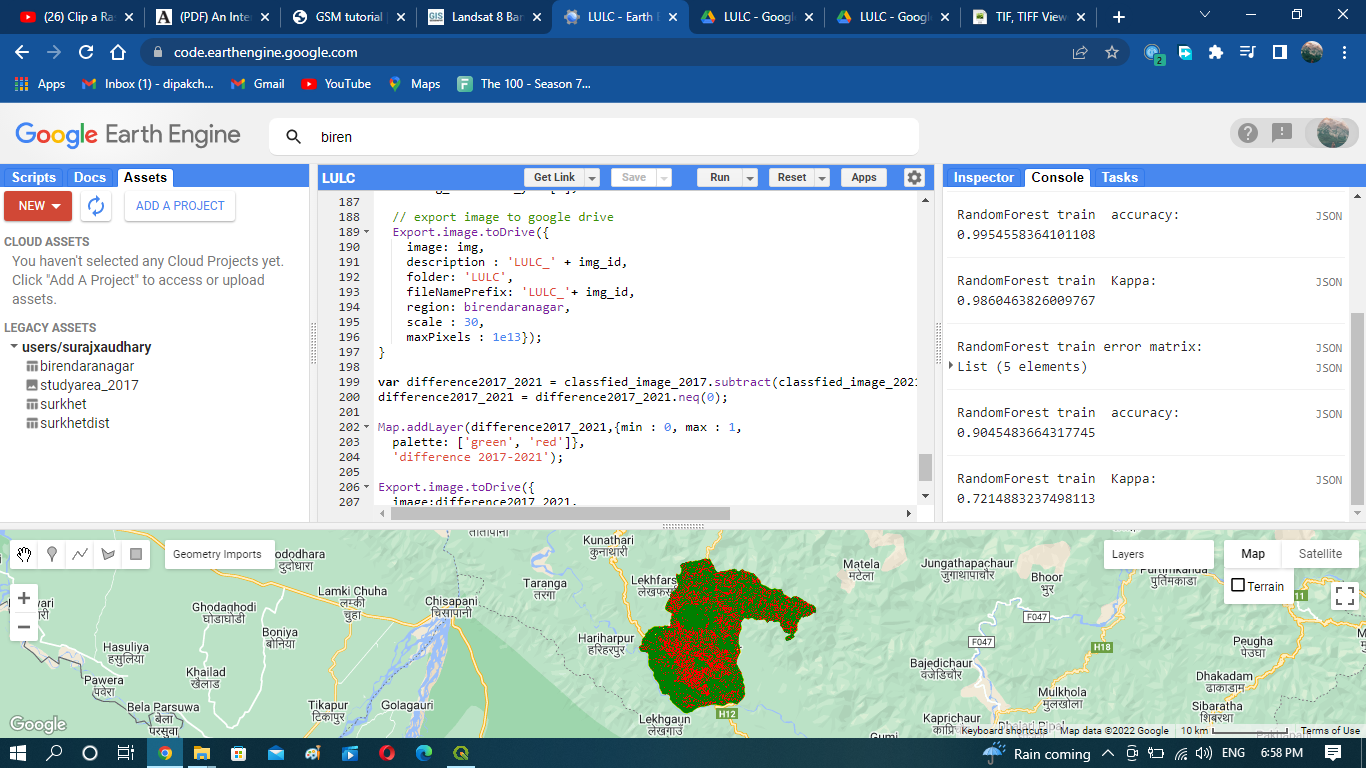 (26) Clip a Ra
(PDF) An Inte
GSM tutorial
Landsat 8 Ban
LULC - Earth E
LULC - Googl
LULC - Googl
TIF, TIFF View
code.earthengine.google.com
2
Apps
Inbox (1) - dipakch...
Gmail
YouTube
Maps
The 100 - Season 7...
Google Earth Engine
biren
Scripts Docs Assets
NEW
ADD A PROJECT
CLOUD ASSETS
You haven't selected any Cloud Projects yet.
Click "Add A Project" to access or upload
assets.
LEGACY ASSETS
users/surajxaudhary
birendaranagar
studyarea_2017
surkhet
surkhetdist
LULC
Get Link
Save
Run
Reset
Apps
187
188 // export image to google drive
189 Export.image.toDrive({
190 image: img,
191 description : 'LULC_' + img_id,
192 folder: 'LULC',
193 fileNamePrefix: 'LULC_'+ img_id,
194 region: birendaranagar,
195 scale : 30,
196 maxPixels : 1e13});
197 }
198
199 var difference2017_2021 = classfied_image_2017.subtract(classfied_image_2021
200 difference2017_2021 = difference2017_2021.neq(0);
201
202 Map.addLayer(difference2017_2021,{min : 0, max : 1,
203 palette: ['green', 'red']},
204 'difference 2017-2021');
205
206 Export.image.toDrive({
207 image:difference2017_2021,
Inspector Console Tasks
RandomForest train accuracy:
JSON
0.9954558364101108
RandomForest train Kappa:
JSON
0.9860463826009767
RandomForest train error matrix:
JSON
List (5 elements)
JSON
RandomForest train accuracy:
JSON
0.9045483664317745
RandomForest train Kappa:
JSON
0.7214883237498113
Geometry Imports
Layers
Map
Satellite
Terrain
तातापानी
Kunathari
कुनाथारी
दुदोधारा
Taranga
तरगा
Lekhfars
Matela
मटेला
Jungathapachaur
जुगाथापाचौर
Bhoor
भुर
पुर्तिमकाडा
11
Lamki Chuha
लम्की
चुहा
Chisapani
चिसापानी
Ghodaghodi
घोडाघोडी
Boniya
बोनिया
Hariharpur
हरिहरपुर
F047
F047
H18
Hasuliya
हसुलिया
Pawera
पवेरा
Khailad
खैलाड
Bela Parsuwa
बेला
परसुवा
Tikapur
टिकापुर
Golagauri
Bajedichaur
वजेडिचौर
Peugha
पेउघा
Dhakadam
ढाकाडाम
Mulkhola
मुलखोला
Sibaratha
शिबरथा
Kaprichaur
Lekhgaun
लेखगाउँ
H12
Gumi
Google
Keyboard shortcuts
Map data ©2022 Google
10 km
Terms of Use
Rain coming
ENG
6:58 PM